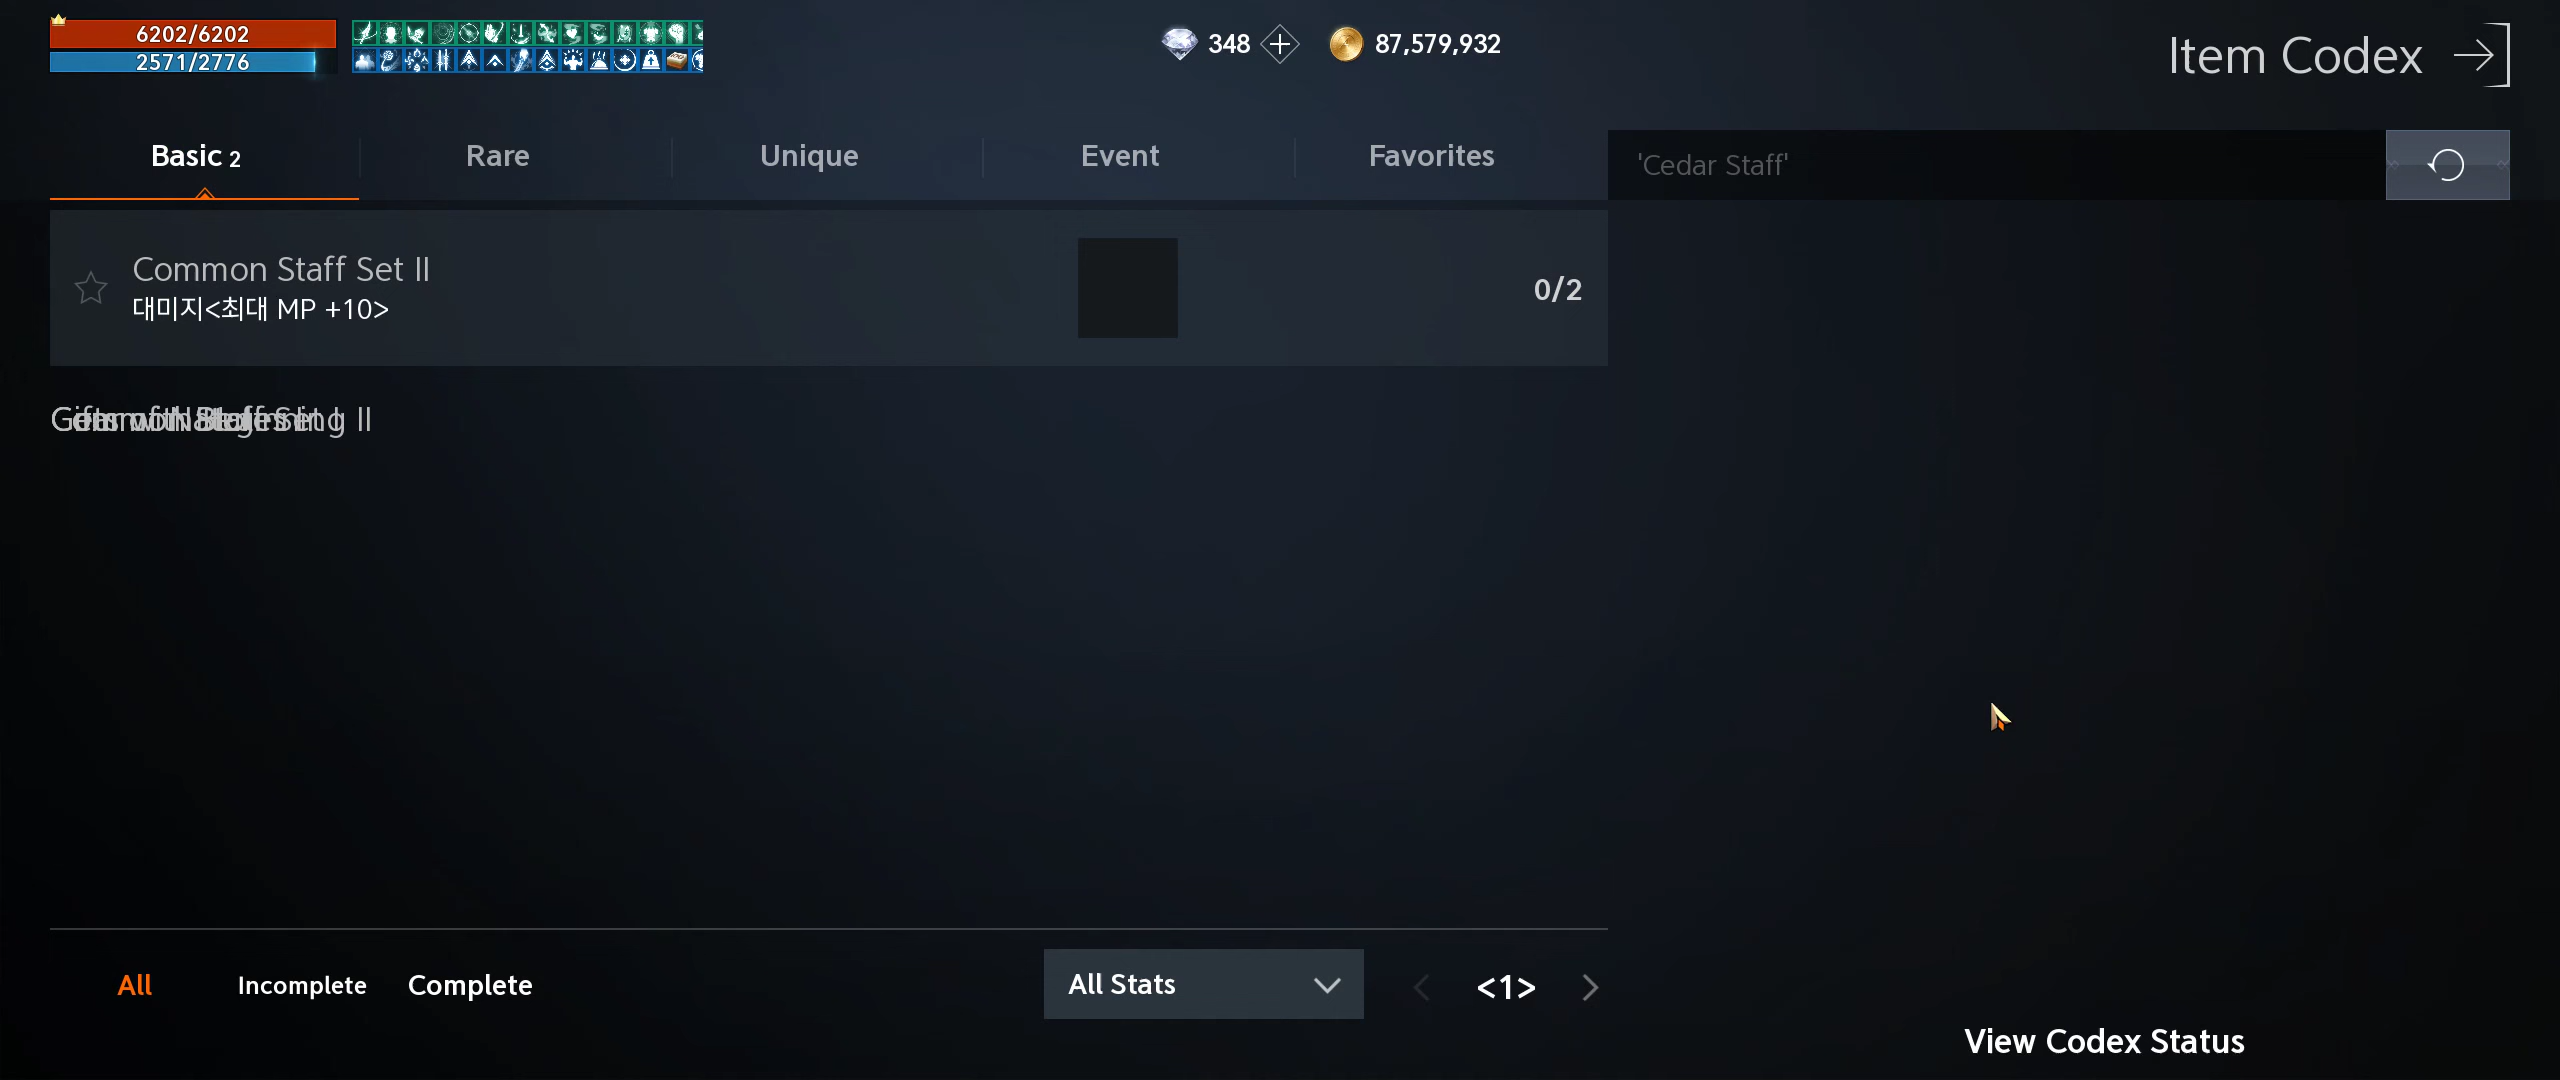 6202/6202
2571/2776
348
87,579,932
Item Codex
Basic 2
Rare
Unique
Event
Favorites
'Cedar Staff'
Common Staff Set II
대미지<최대 MP +10>
0/2
All
Incomplete
Complete
All Stats
<1>
View Codex Status